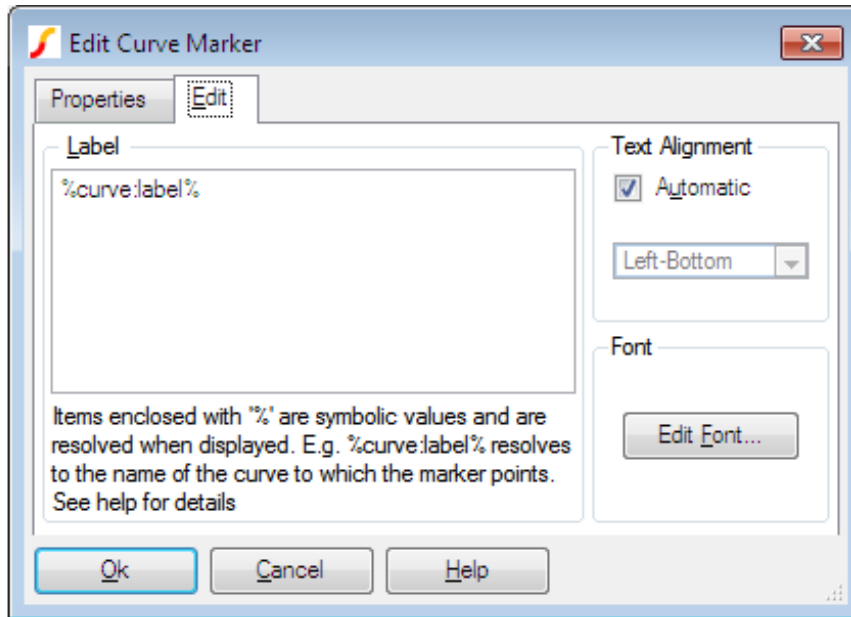 Edit Curve Marker
Properties
Edit
Label
%curve:label%
Items enclosed with '%' are symbolic values and are
resolved when displayed. E.g. %curve:label% resolves
to the name of the curve to which the marker points.
See help for details
Text Alignment
Automatic
Left-Bottom
Font
Edit Font...
Ok
Cancel
Help